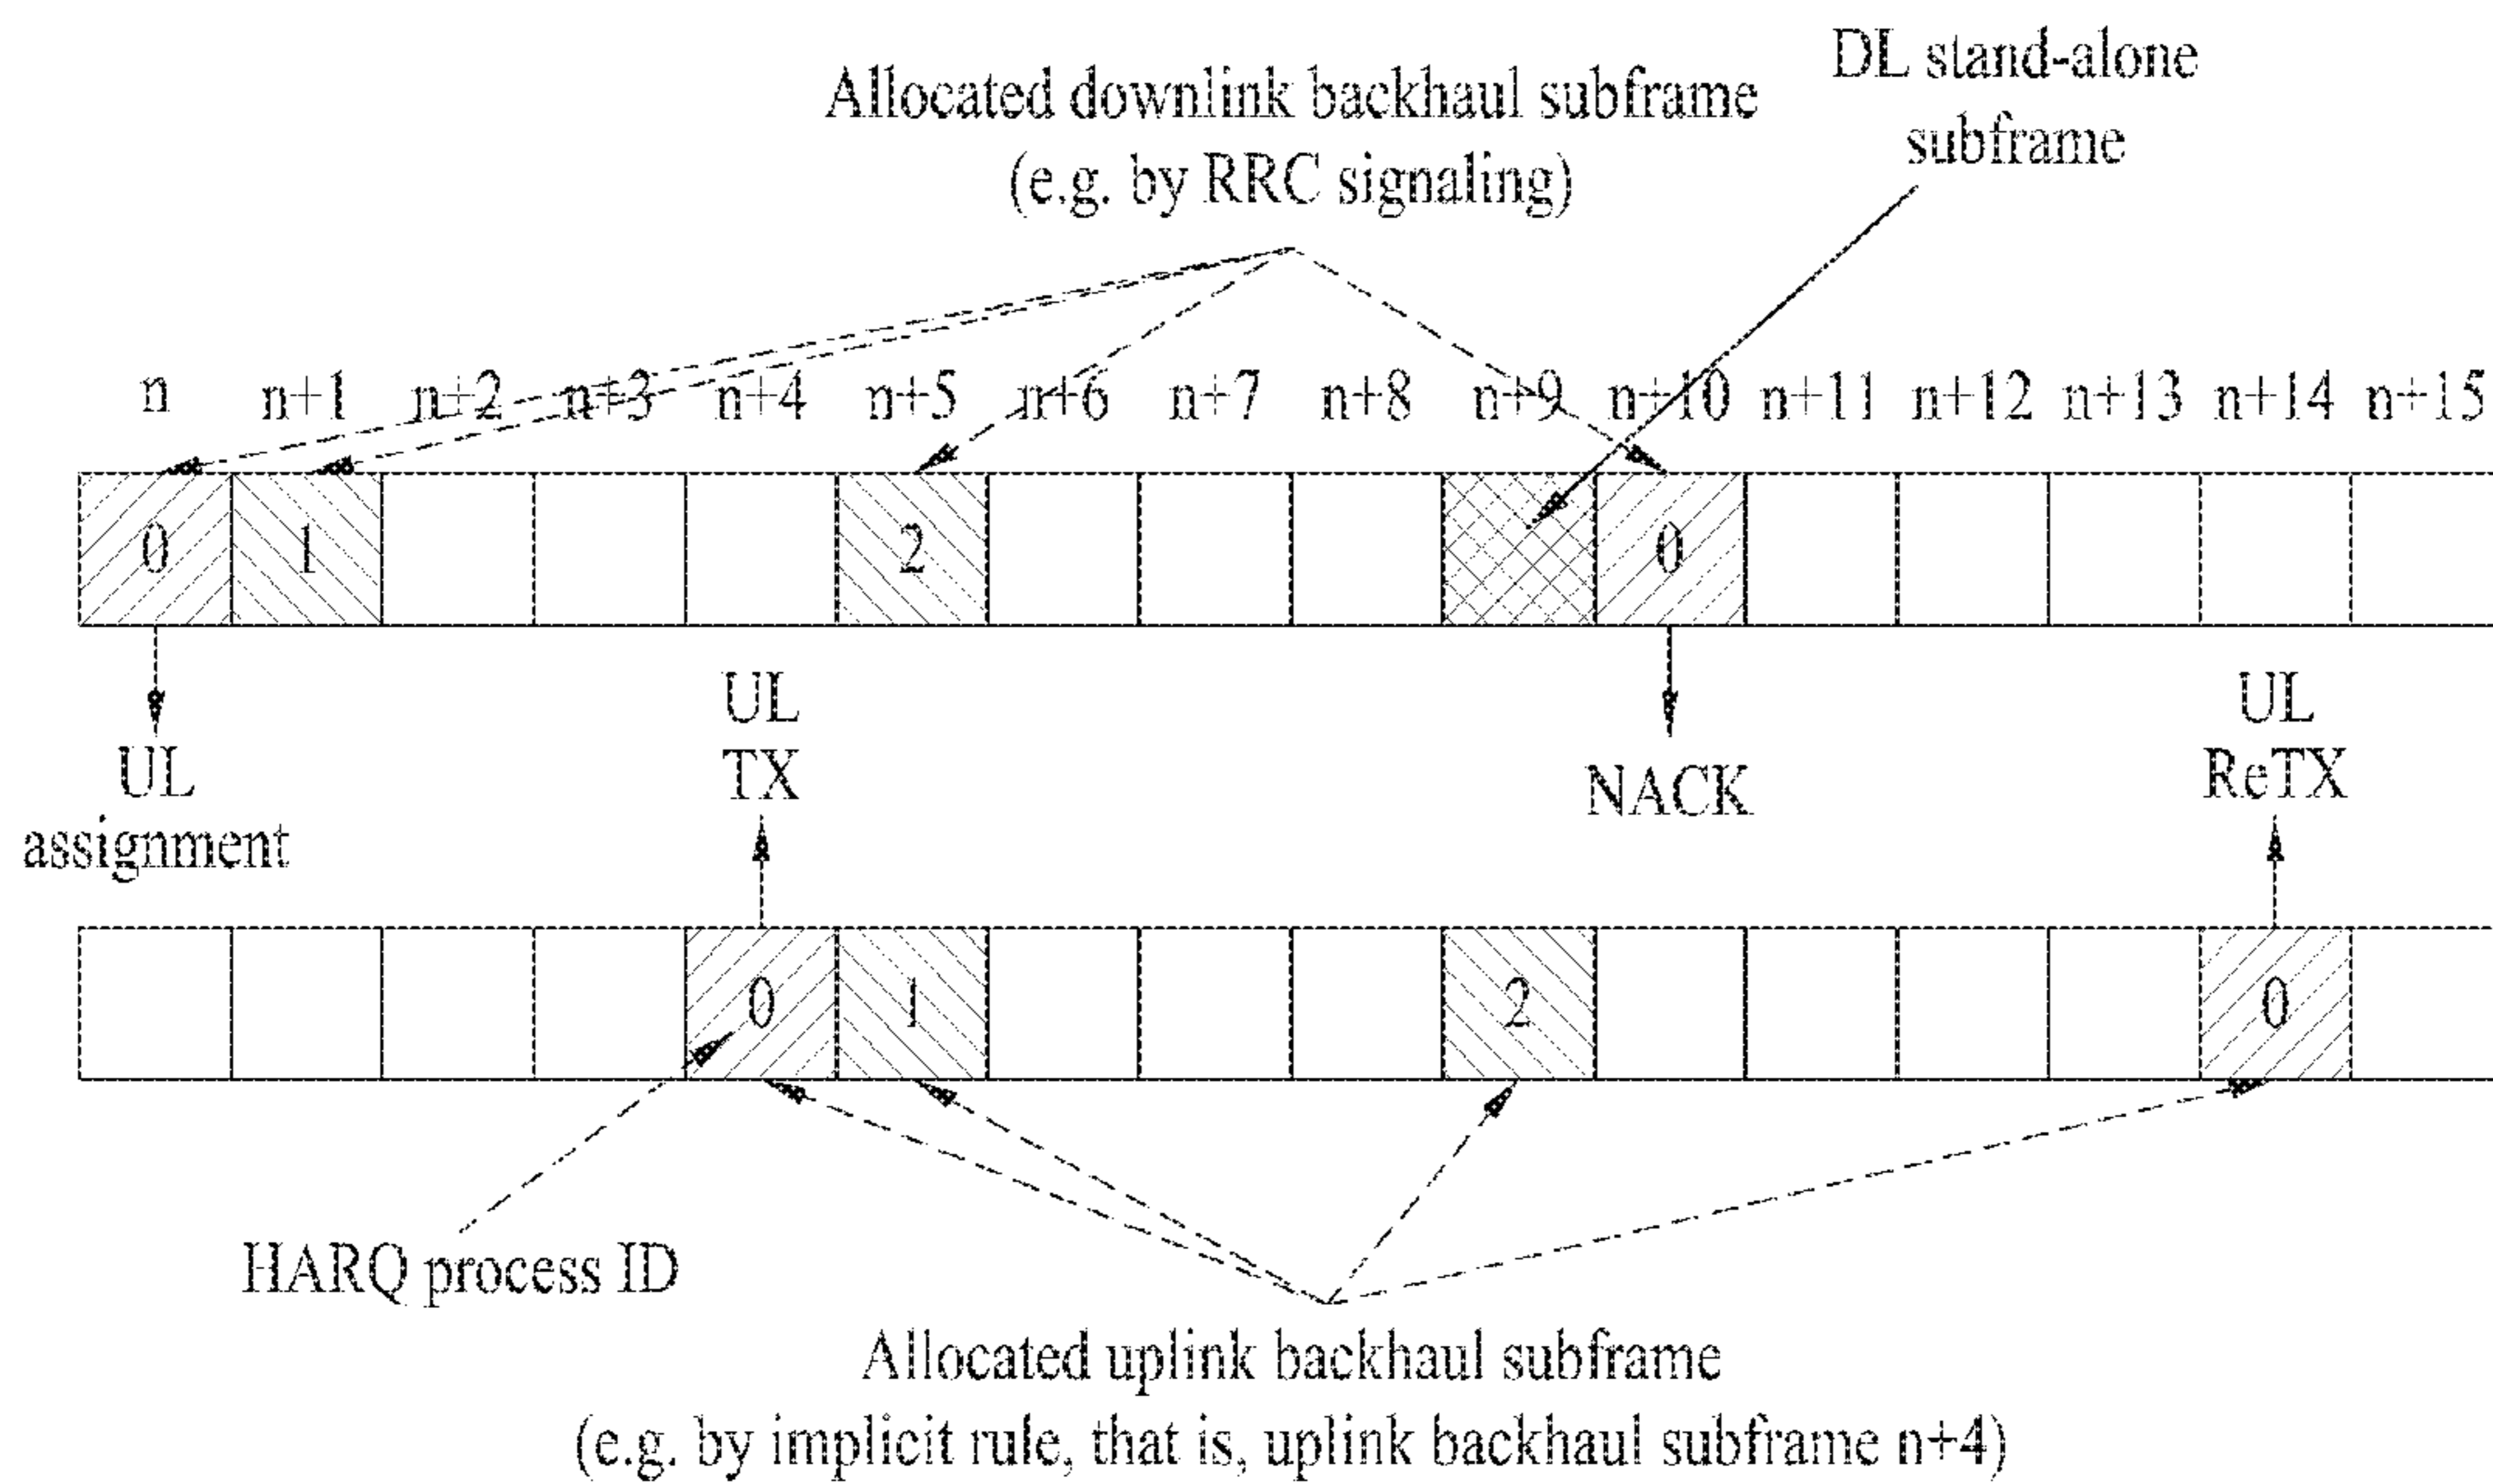 DL stand-alone
subframe
Allocated downlink backhaul subframe
(e.g. by RRC signaling)
n n+1 n+2 n+3 n+4 n+5 n+6 n+7 n+8 n+9 n+10 n+11 n+12 n+13 n+14 n+15
0 1 2 0
UL
assignment
UL
TX
NACK
UL
ReTX
0 1 2 0
HARQ process ID
Allocated uplink backhaul subframe
(e.g. by implicit rule, that is, uplink backhaul subframe n+4)